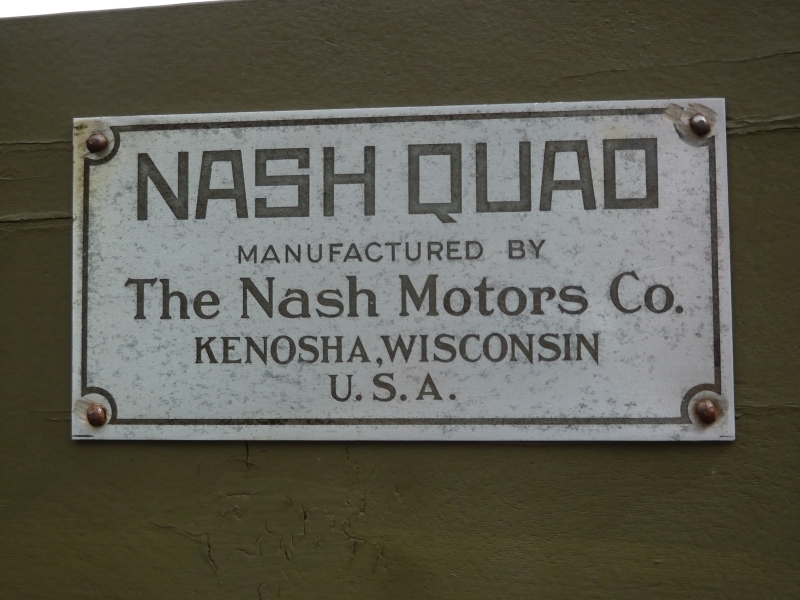 NASH QUAD
MANUFACTURED BY
The Nash Motors Co.
KENOSHA, WISCONSIN
U.S.A.